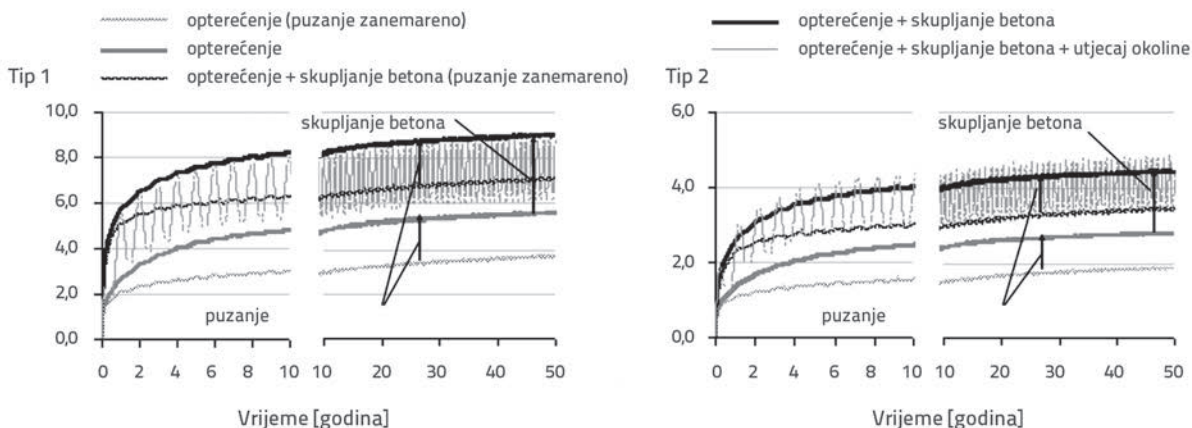 opterećenje (puzanje zanemareno)
opterećenje
opterećenje + skupljanje betona (puzanje zanemareno)
opterećenje + skupljanje betona
opterećenje + skupljanje betona + utjecaj okoline
Tip 1
10,0
8,0
6,0
4,0
2,0
0,0
skupljanje betona
puzanje
0 2 4 6 8 10
10 20 30 40 50
Vrijeme [godina]
Tip 2
6,0
4,0
2,0
0,0
skupljanje betona
puzanje
0 2 4 6 8 10
10 20 30 40 50
Vrijeme [godina]